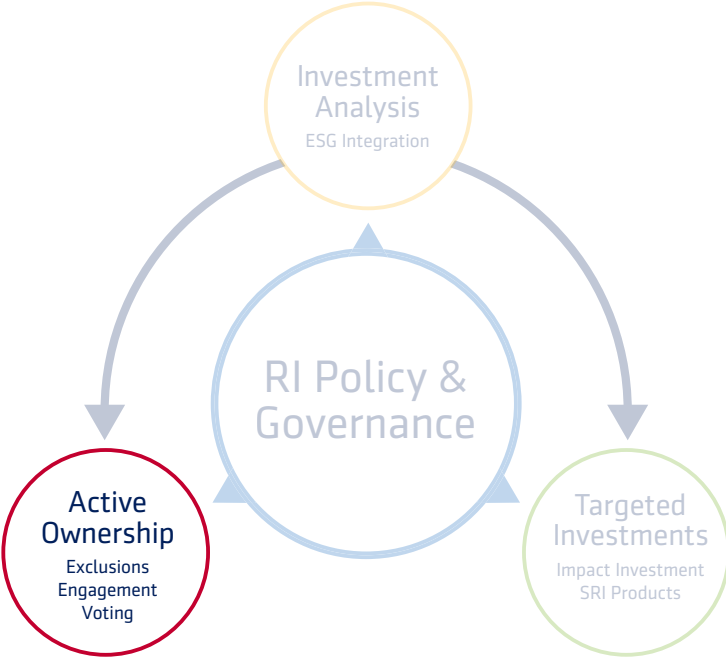 Investment
Analysis
ESG Integration
RI Policy &
Governance
Active
Ownership
Exclusions
Engagement
Voting
Targeted
Investments
Impact Investment
SRI Products